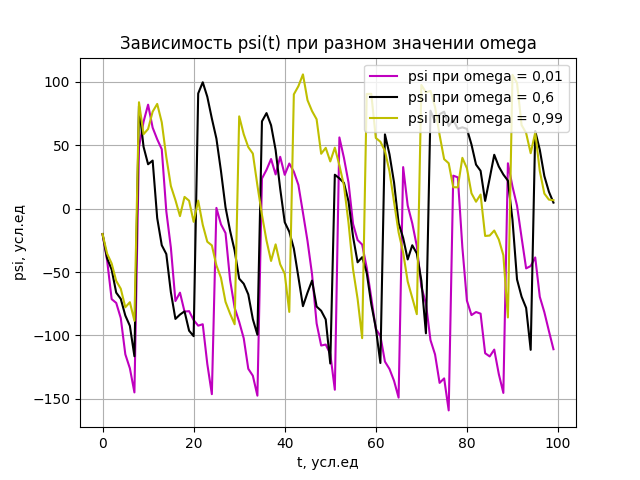 Зависимость psi(t) при разном значении omega
psi при omega = 0,01
psi при omega = 0,6
psi при omega = 0,99
100
50
0
−50
−100
−150
psi, усл.ед
0 20 40 60 80 100
t, усл.ед